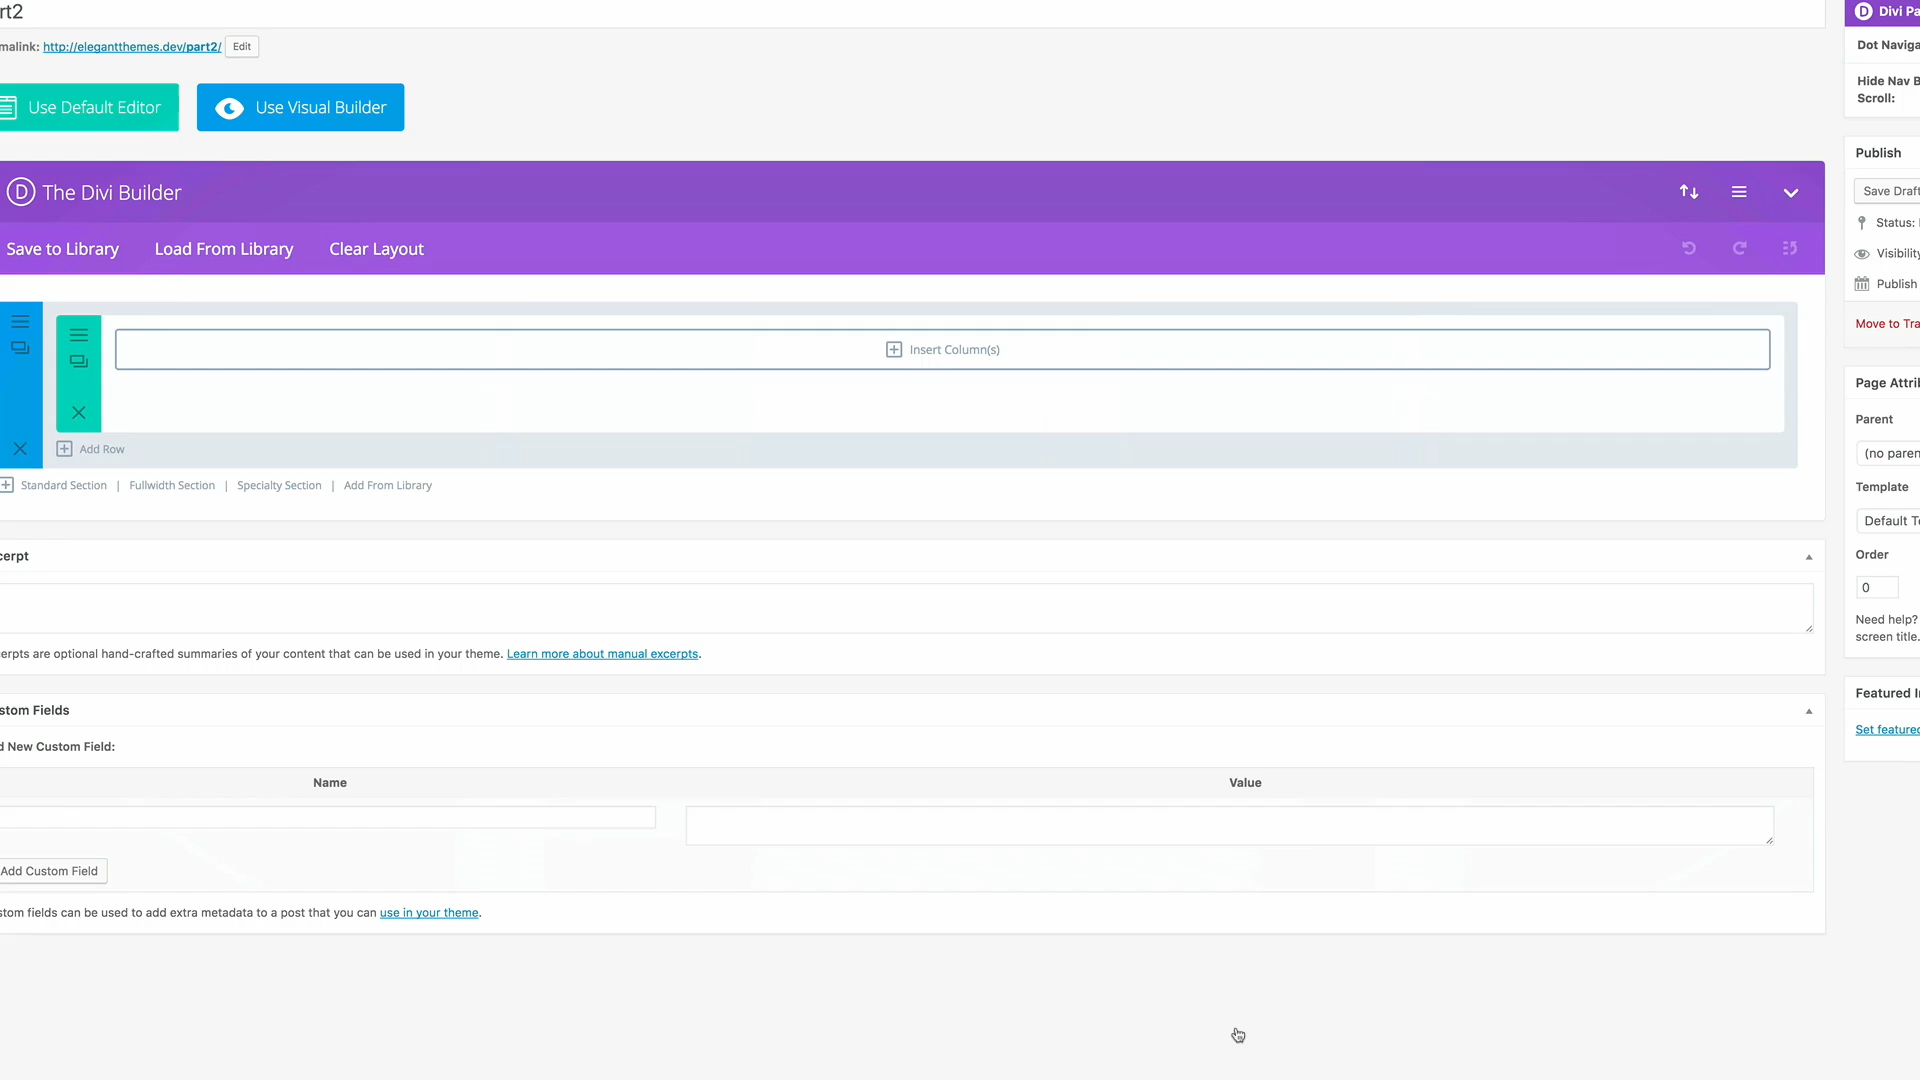 rt2
malink: http://elegantthemes.dev/part2/ Edit
Use Default Editor
Use Visual Builder
The Divi Builder
Save to Library
Load From Library
Clear Layout
Insert Column(s)
Add Row
Standard Section | Fullwidth Section | Specialty Section | Add From Library
cerpt
erpts are optional hand-crafted summaries of your content that can be used in your theme. Learn more about manual excerpts.
stom Fields
d New Custom Field:
Name
Value
Add Custom Field
stom fields can be used to add extra metadata to a post that you can use in your theme.
Divi Pa
Dot Naviga
Hide Nav B
Scroll:
Publish
Save Draft
Status:
Visibility
Publish
Move to Tra
Page Attrib
Parent
(no paren
Template
Default Te
Order
0
Need help?
screen title.
Featured I
Set featured